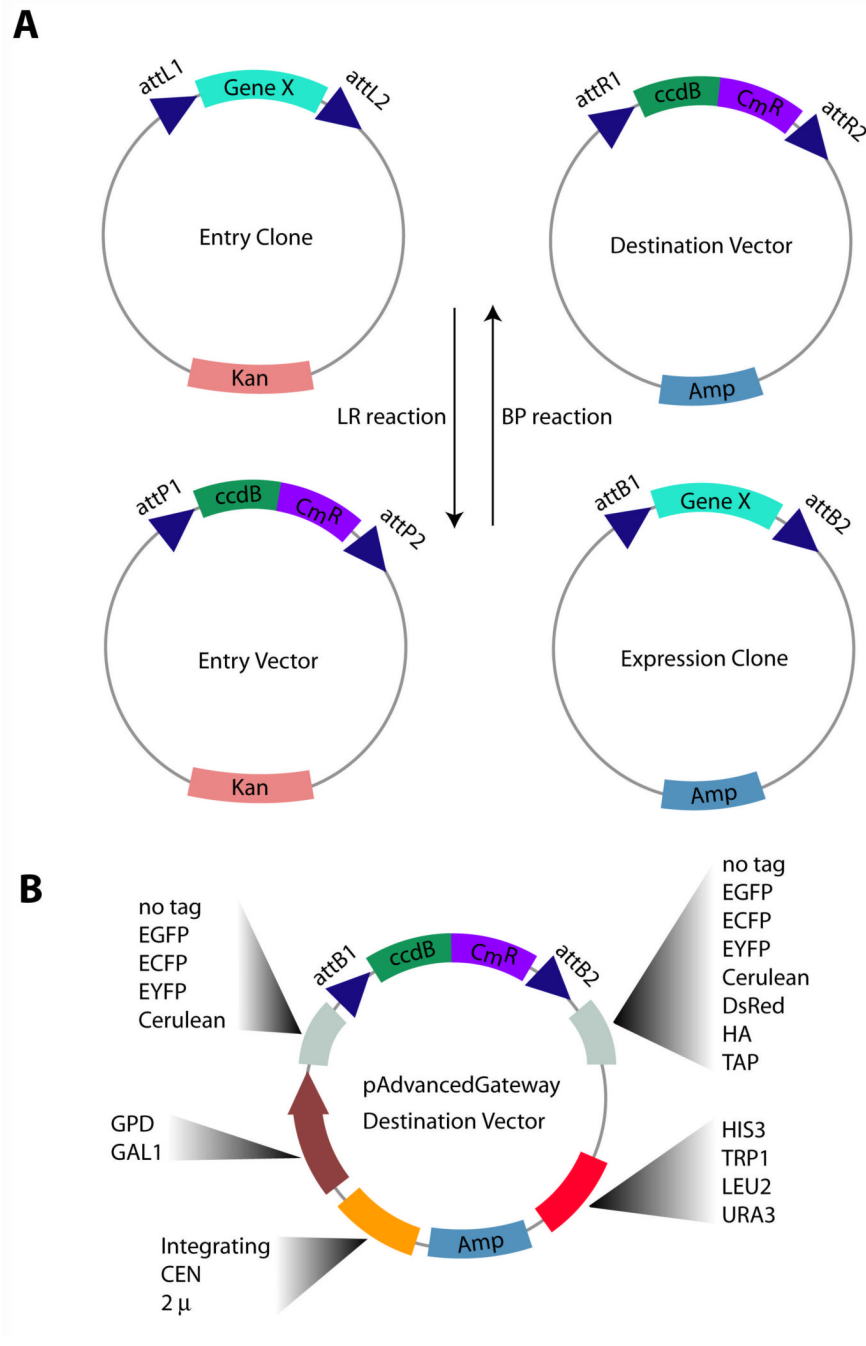 A
attL1
Gene X
attL2
Entry Clone
Kan
attR1
ccdB
CmR
attR2
Destination Vector
Amp
LR reaction
BP reaction
attP1
ccdB
CmR
attP2
Entry Vector
Kan
attB1
Gene X
attB2
Expression Clone
Amp
B
no tag
EGFP
ECFP
EYFP
Cerulean
attB1
ccdB
CmR
attB2
no tag
EGFP
ECFP
EYFP
Cerulean
DsRed
HA
TAP
pAdvancedGateway
Destination Vector
GPD
GAL1
HIS3
TRP1
LEU2
URA3
Integrating
CEN
2 μ
Amp